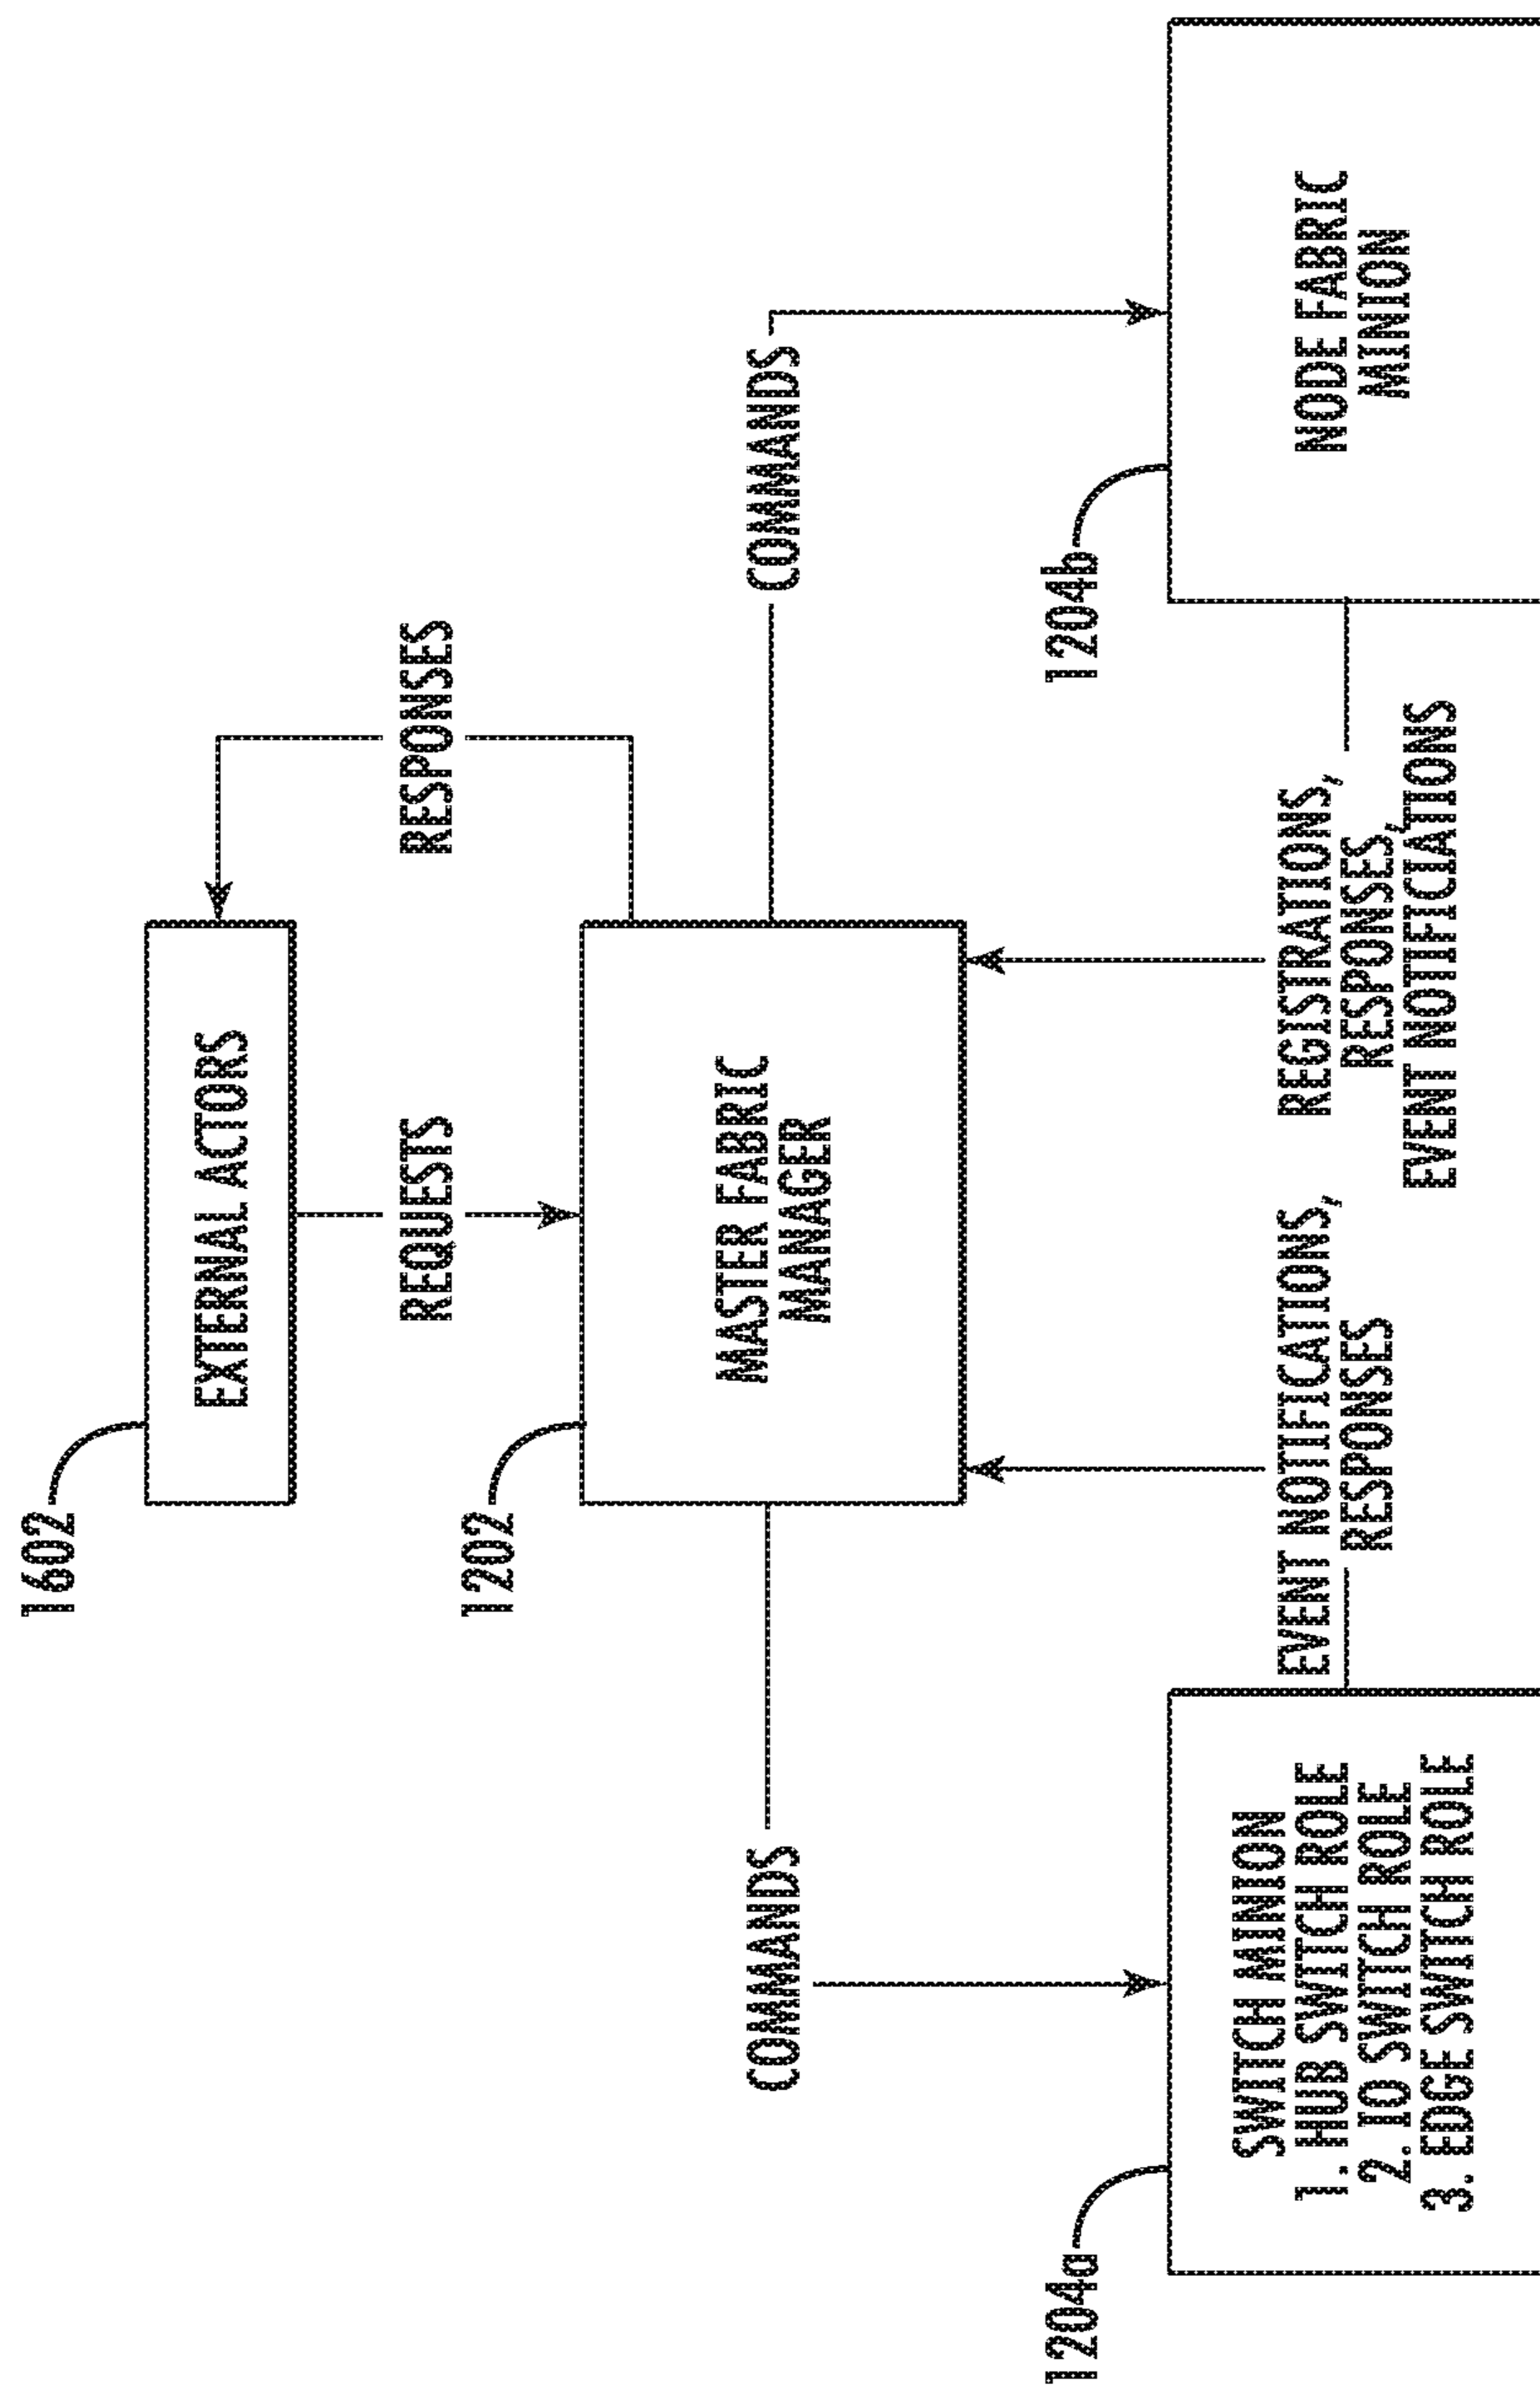 1602
EXTERNAL ACTORS
REQUESTS
RESPONSES
1202
MASTER FABRIC
MANAGER
COMMANDS
COMMANDS
1204a
SWITCH MINION
1. HUB SWITCH ROLE
2. IO SWITCH ROLE
3. EDGE SWITCH ROLE
EVENT NOTIFICATIONS,
RESPONSES
REGISTRATIONS,
RESPONSES,
EVENT NOTIFICIATIONS
1204b
NODE FABRIC
MINION